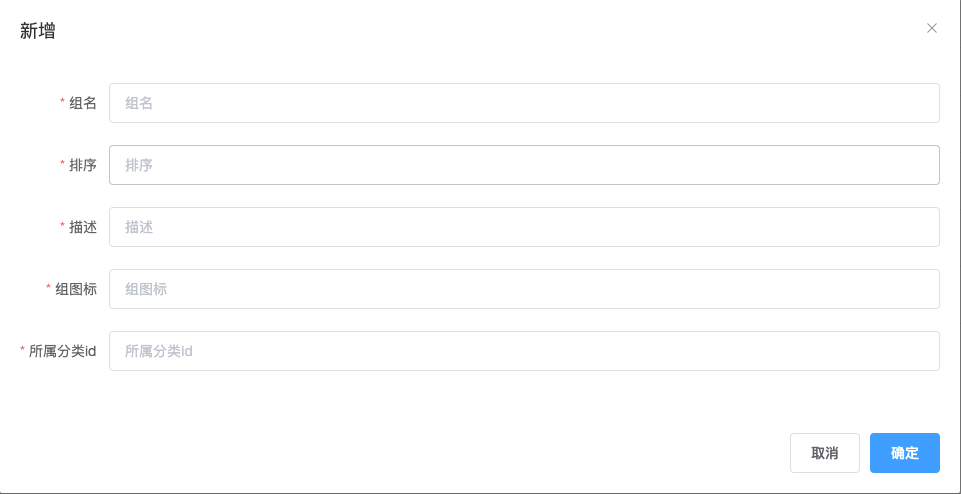 新增
* 组名 组名
* 排序 排序
* 描述 描述
* 组图标 组图标
* 所属分类id 所属分类id
取消 确定